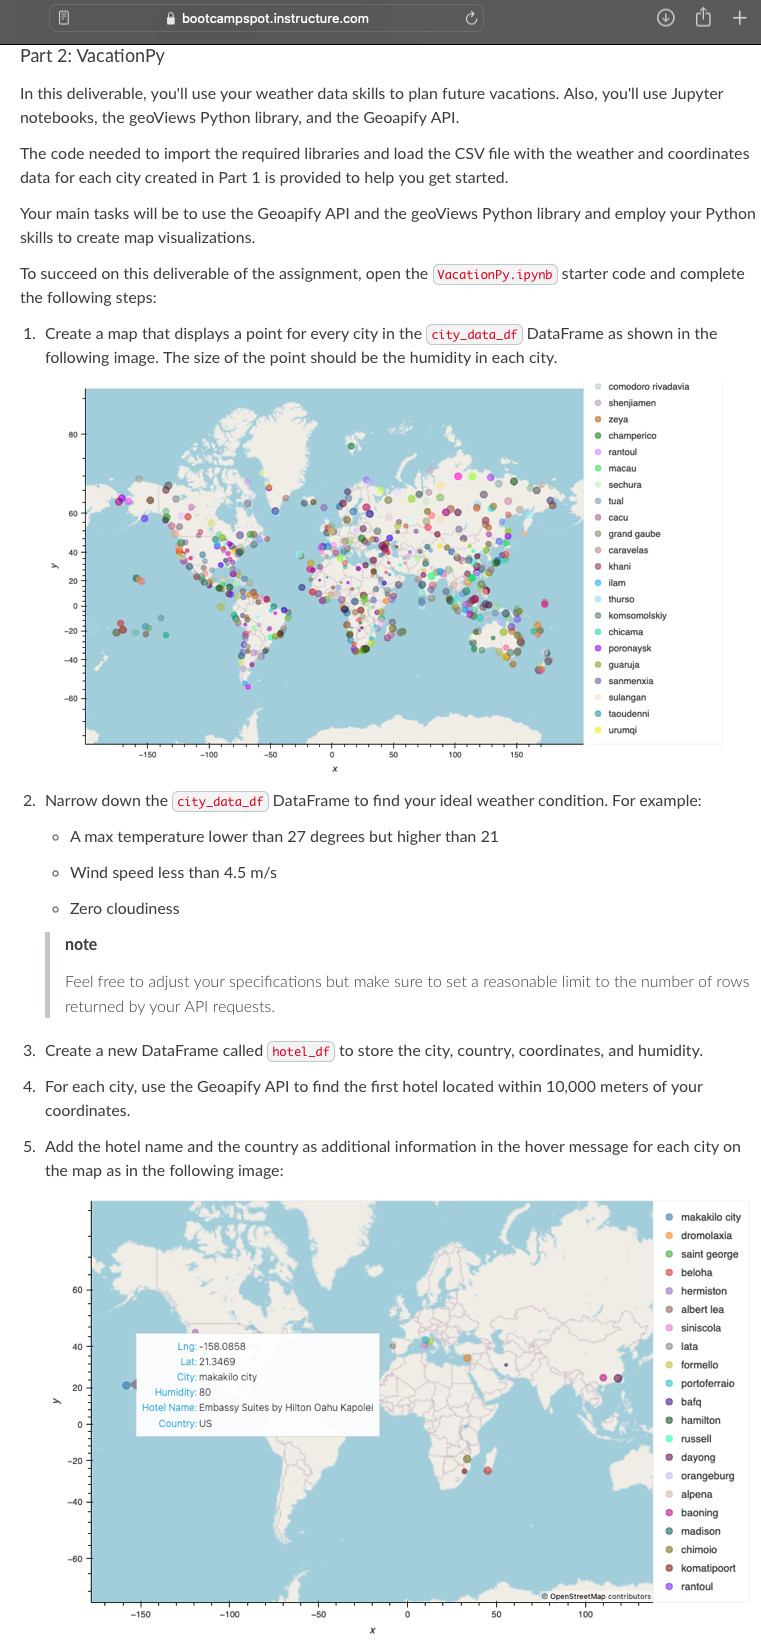 bootcampspot.instructure.com
Part 2: VacationPy
In this deliverable, you'll use your weather data skills to plan future vacations. Also, you'll use Jupyter
notebooks, the geoViews Python library, and the Geoapify API.
The code needed to import the required libraries and load the CSV file with the weather and coordinates
data for each city created in Part 1 is provided to help you get started.
Your main tasks will be to use the Geoapify API and the geoViews Python library and employ your Python
skills to create map visualizations.
To succeed on this deliverable of the assignment, open the VacationPy.ipynb starter code and complete
the following steps:
1. Create a map that displays a point for every city in the city_data_df DataFrame as shown in the
following image. The size of the point should be the humidity in each city.
80
60
40
20
0
−20
−40
−60
y
−150 −100 −50 0 50 100 150
x
comodoro rivadavia
shenjiamen
zeya
champerico
rantoul
macau
sechura
tual
cacu
grand gaube
caravelas
khani
ilam
thurso
komsomolskiy
chicama
poronaysk
guaruja
sanmenxia
sulangan
taoudenni
urumqi
2. Narrow down the city_data_df DataFrame to find your ideal weather condition. For example:
A max temperature lower than 27 degrees but higher than 21
Wind speed less than 4.5 m/s
Zero cloudiness
note
Feel free to adjust your specifications but make sure to set a reasonable limit to the number of rows
returned by your API requests.
3. Create a new DataFrame called hotel_df to store the city, country, coordinates, and humidity.
4. For each city, use the Geoapify API to find the first hotel located within 10,000 meters of your
coordinates.
5. Add the hotel name and the country as additional information in the hover message for each city on
the map as in the following image:
60
40
20
0
−20
−40
−60
y
Lng: -158.0858
Lat: 21.3469
City: makakilo city
Humidity: 80
Hotel Name: Embassy Suites by Hilton Oahu Kapolei
Country: US
© OpenStreetMap contributors
−150 −100 −50 0 50 100
x
makakilo city
dromolaxia
saint george
beloha
hermiston
albert lea
siniscola
lata
formello
portoferraio
bafq
hamilton
russell
dayong
orangeburg
alpena
baoning
madison
chimoio
komatipoort
rantoul